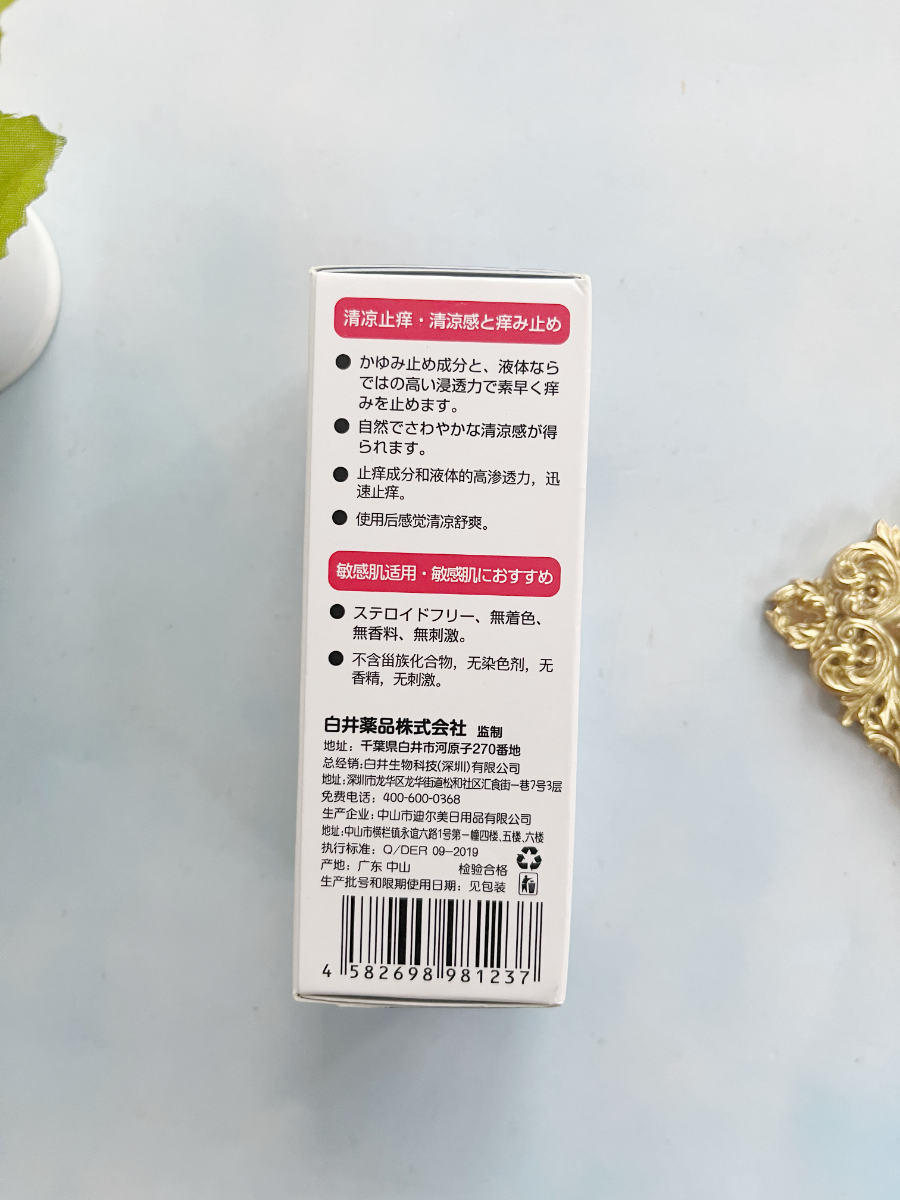 清凉止痒・清涼感と痒み止め
● かゆみ止め成分と、液体なら
ではの高い浸透力で素早く痒
みを止めます。
● 自然でさわやかな清涼感が得
られます。
● 止痒成分和液体的高渗透力，迅
速止痒。
● 使用后感觉清凉舒爽。
敏感肌适用・敏感肌におすすめ
● ステロイドフリー、無着色、
無香料、無刺激。
● 不含甾族化合物，无染色剂，无
香精，无刺激。
白井薬品株式会社 监制
地址：千葉県白井市河原子270番地
总经销：白井生物科技(深圳)有限公司
地址：深圳市龙华区龙华街道松和社区汇食街一巷7号3层
免费电话：400-600-0368
生产企业：中山市迪尔美日用品有限公司
地址：中山市横栏镇永谊六路1号第一幢四楼、五楼、六楼
执行标准：Q/DER 09-2019
产地：广东 中山 检验合格
生产批号和限期使用日期：见包装
4 582698 981237